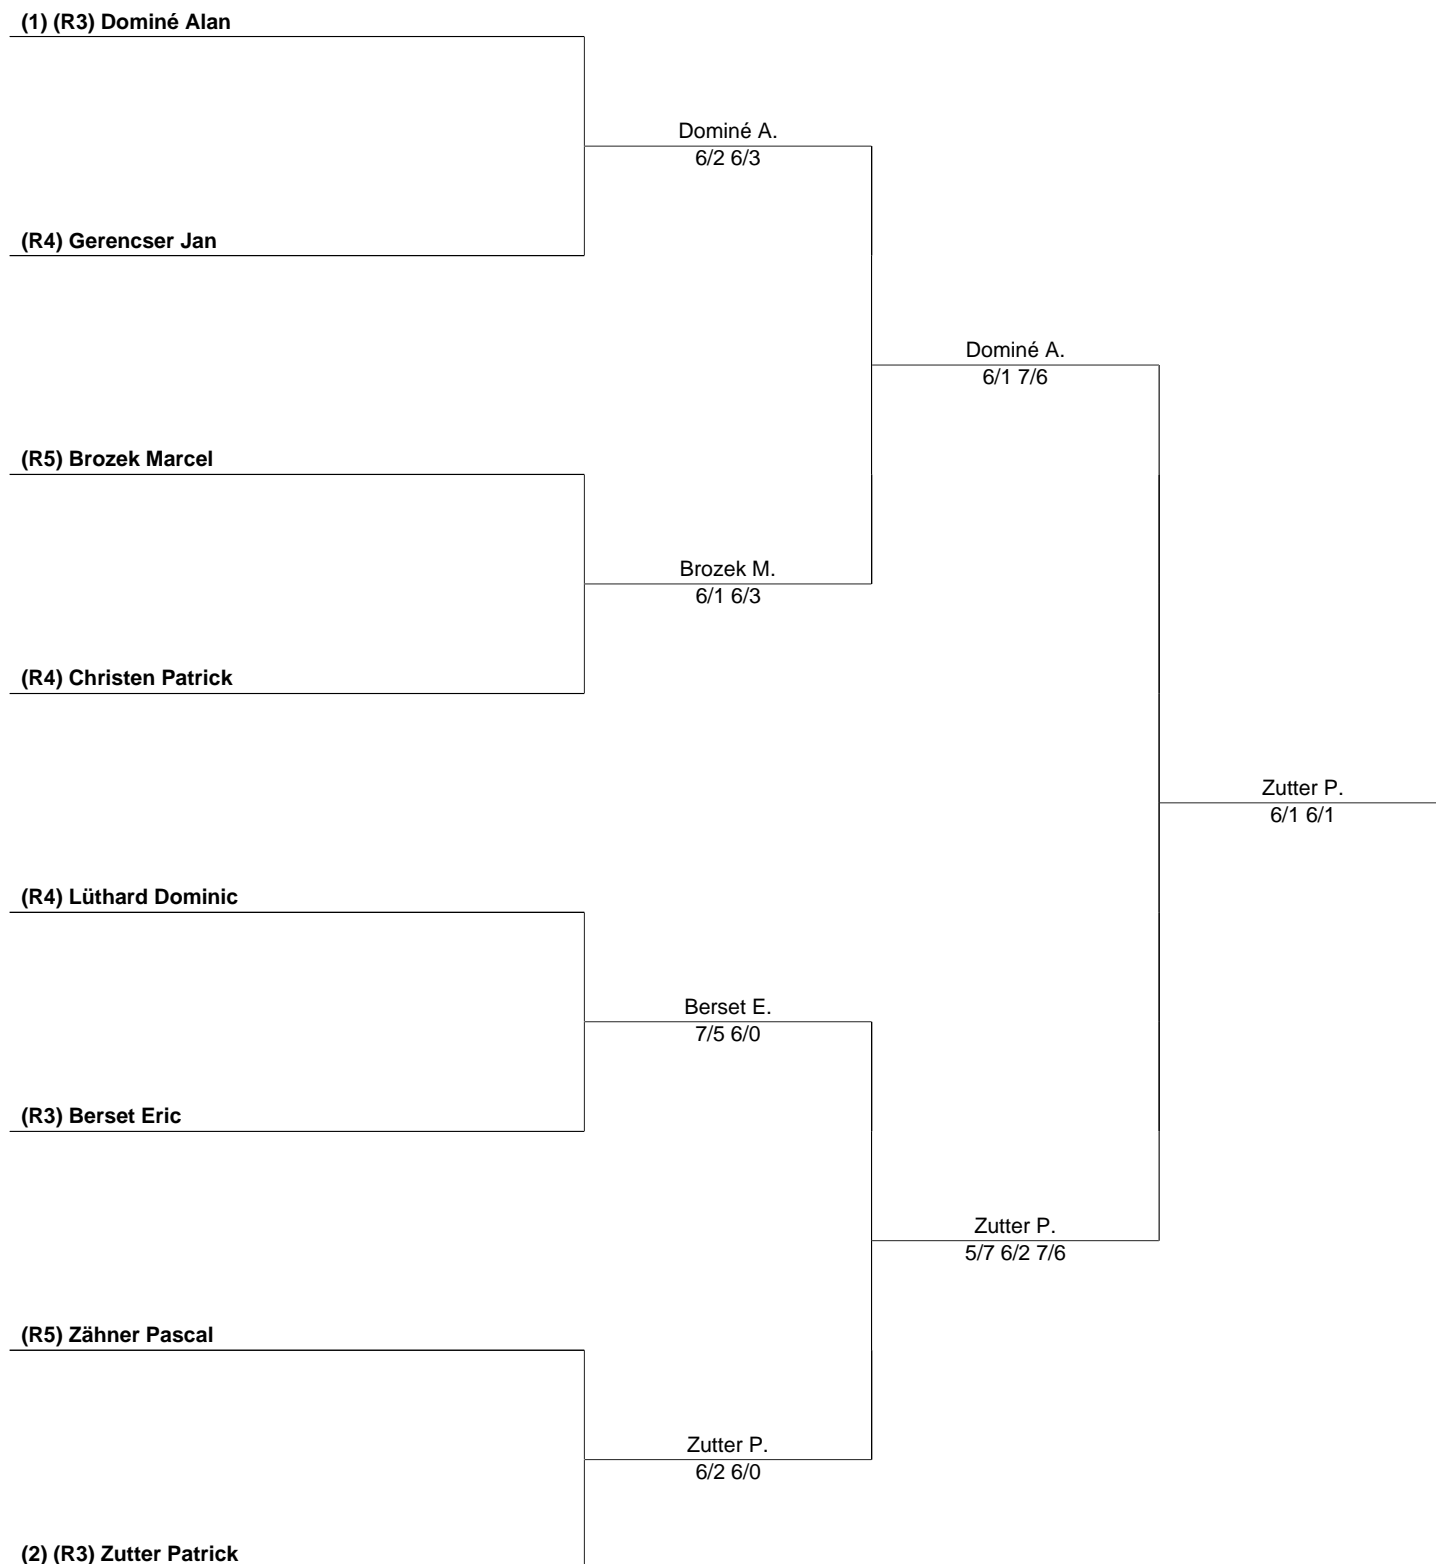 (1) (R3) Dominé Alan
Dominé A.
6/2 6/3
(R4) Gerencser Jan
Dominé A.
6/1 7/6
(R5) Brozek Marcel
Brozek M.
6/1 6/3
(R4) Christen Patrick
Zutter P.
6/1 6/1
(R4) Lüthard Dominic
Berset E.
7/5 6/0
(R3) Berset Eric
Zutter P.
5/7 6/2 7/6
(R5) Zähner Pascal
Zutter P.
6/2 6/0
(2) (R3) Zutter Patrick